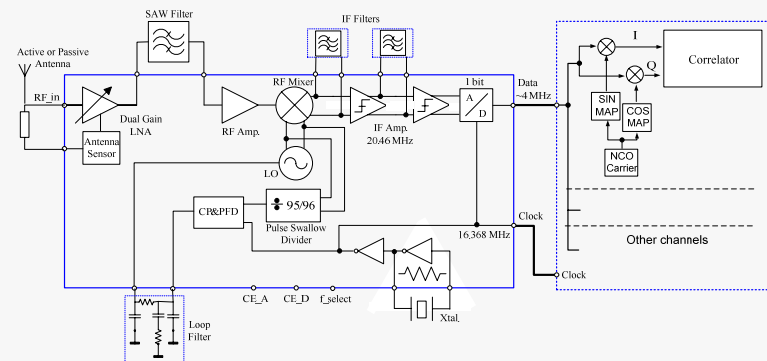 SAW Filter
IF Filters
Active or Passive
Antenna
RF_in
Dual Gain
LNA
Antenna
Sensor
RF Amp.
RF Mixer
LO
IF Amp.
20.46 MHz
1 bit
A
D
Data
~4 MHz
I
Q
Correlator
SIN
MAP
COS
MAP
NCO
Carrier
CP&PFD
÷ 95/96
Pulse Swallow
Divider
16,368 MHz
Clock
Clock
Other channels
CE_A
CE_D
f_select
Xtal.
Loop
Filter